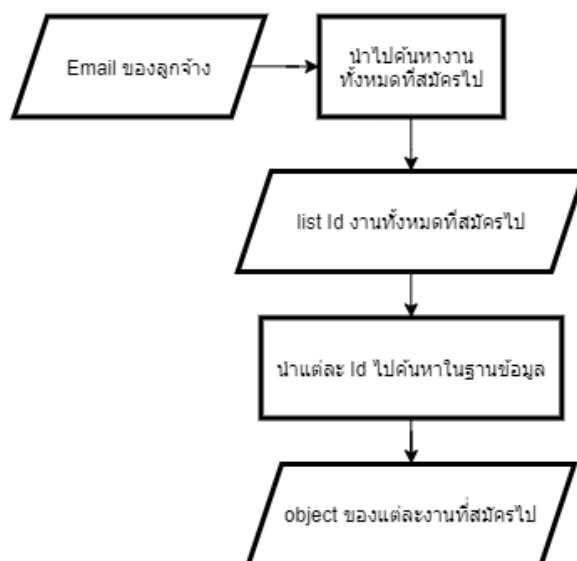 Email ของลูกจ้าง
นำไปค้นหางาน
ทั้งหมดที่สมัครไป
list Id งานทั้งหมดที่สมัครไป
นำแต่ละ Id ไปค้นหาในฐานข้อมูล
object ของแต่ละงานที่สมัครไป